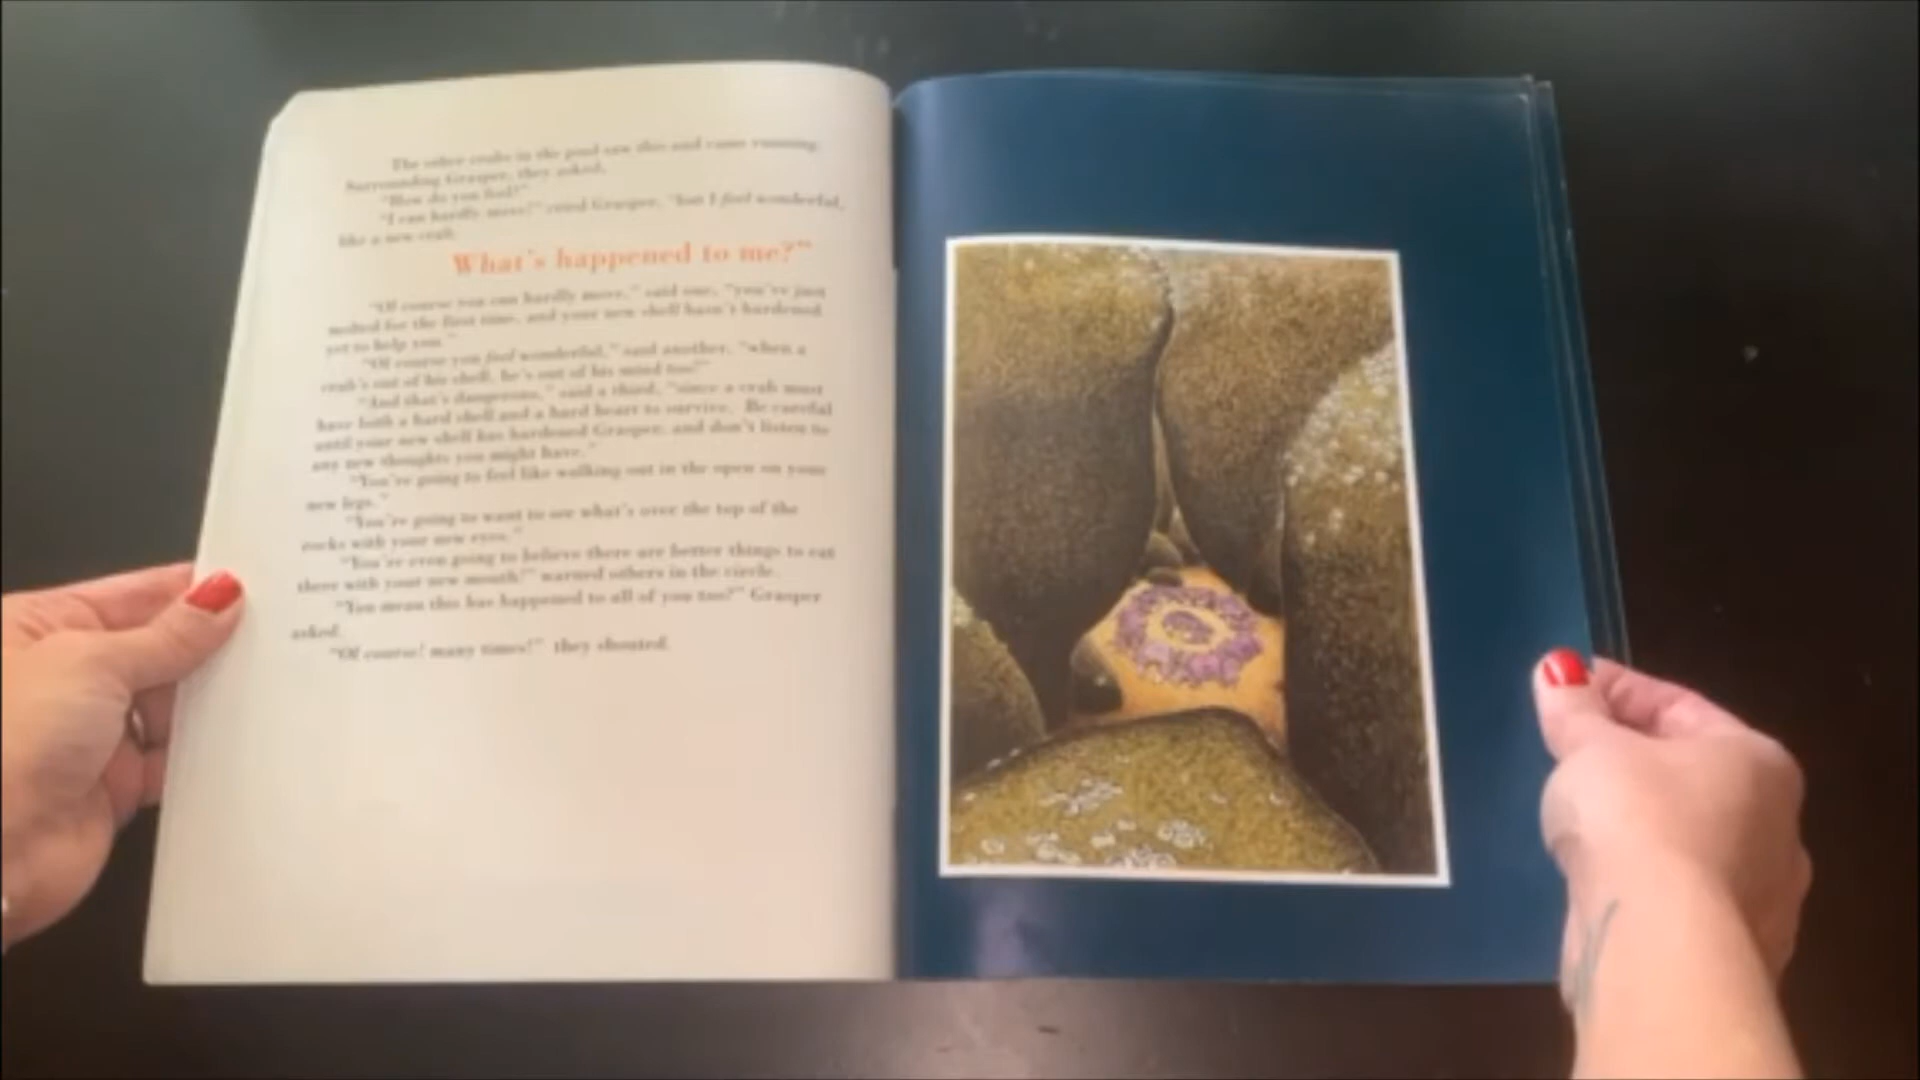 The other crabs in the pool saw this and came running.
Surrounding Grasper, they asked,
"How do you feel?"
"I can hardly move!" cried Grasper, "but I feel wonderful,
like a new crab.
What's happened to me?"
"Of course you can hardly move," said one, "you've just
molted for the first time, and your new shell hasn't hardened
yet to help you."
"Of course you feel wonderful," said another, "when a
crab's out of his shell, he's out of his mind too!"
"And that's dangerous," said a third, "since a crab must
have both a hard shell and a hard heart to survive. Be careful
until your new shell has hardened Grasper, and don't listen to
any new thoughts you might have."
"You're going to feel like walking out in the open on your
new legs."
"You're going to want to see what's over the top of the
rocks with your new eyes."
"You're even going to believe there are better things to eat
there with your new mouth!" warned others in the circle.
"You mean this has happened to all of you too?" Grasper
asked.
"Of course! many times!" they shouted.